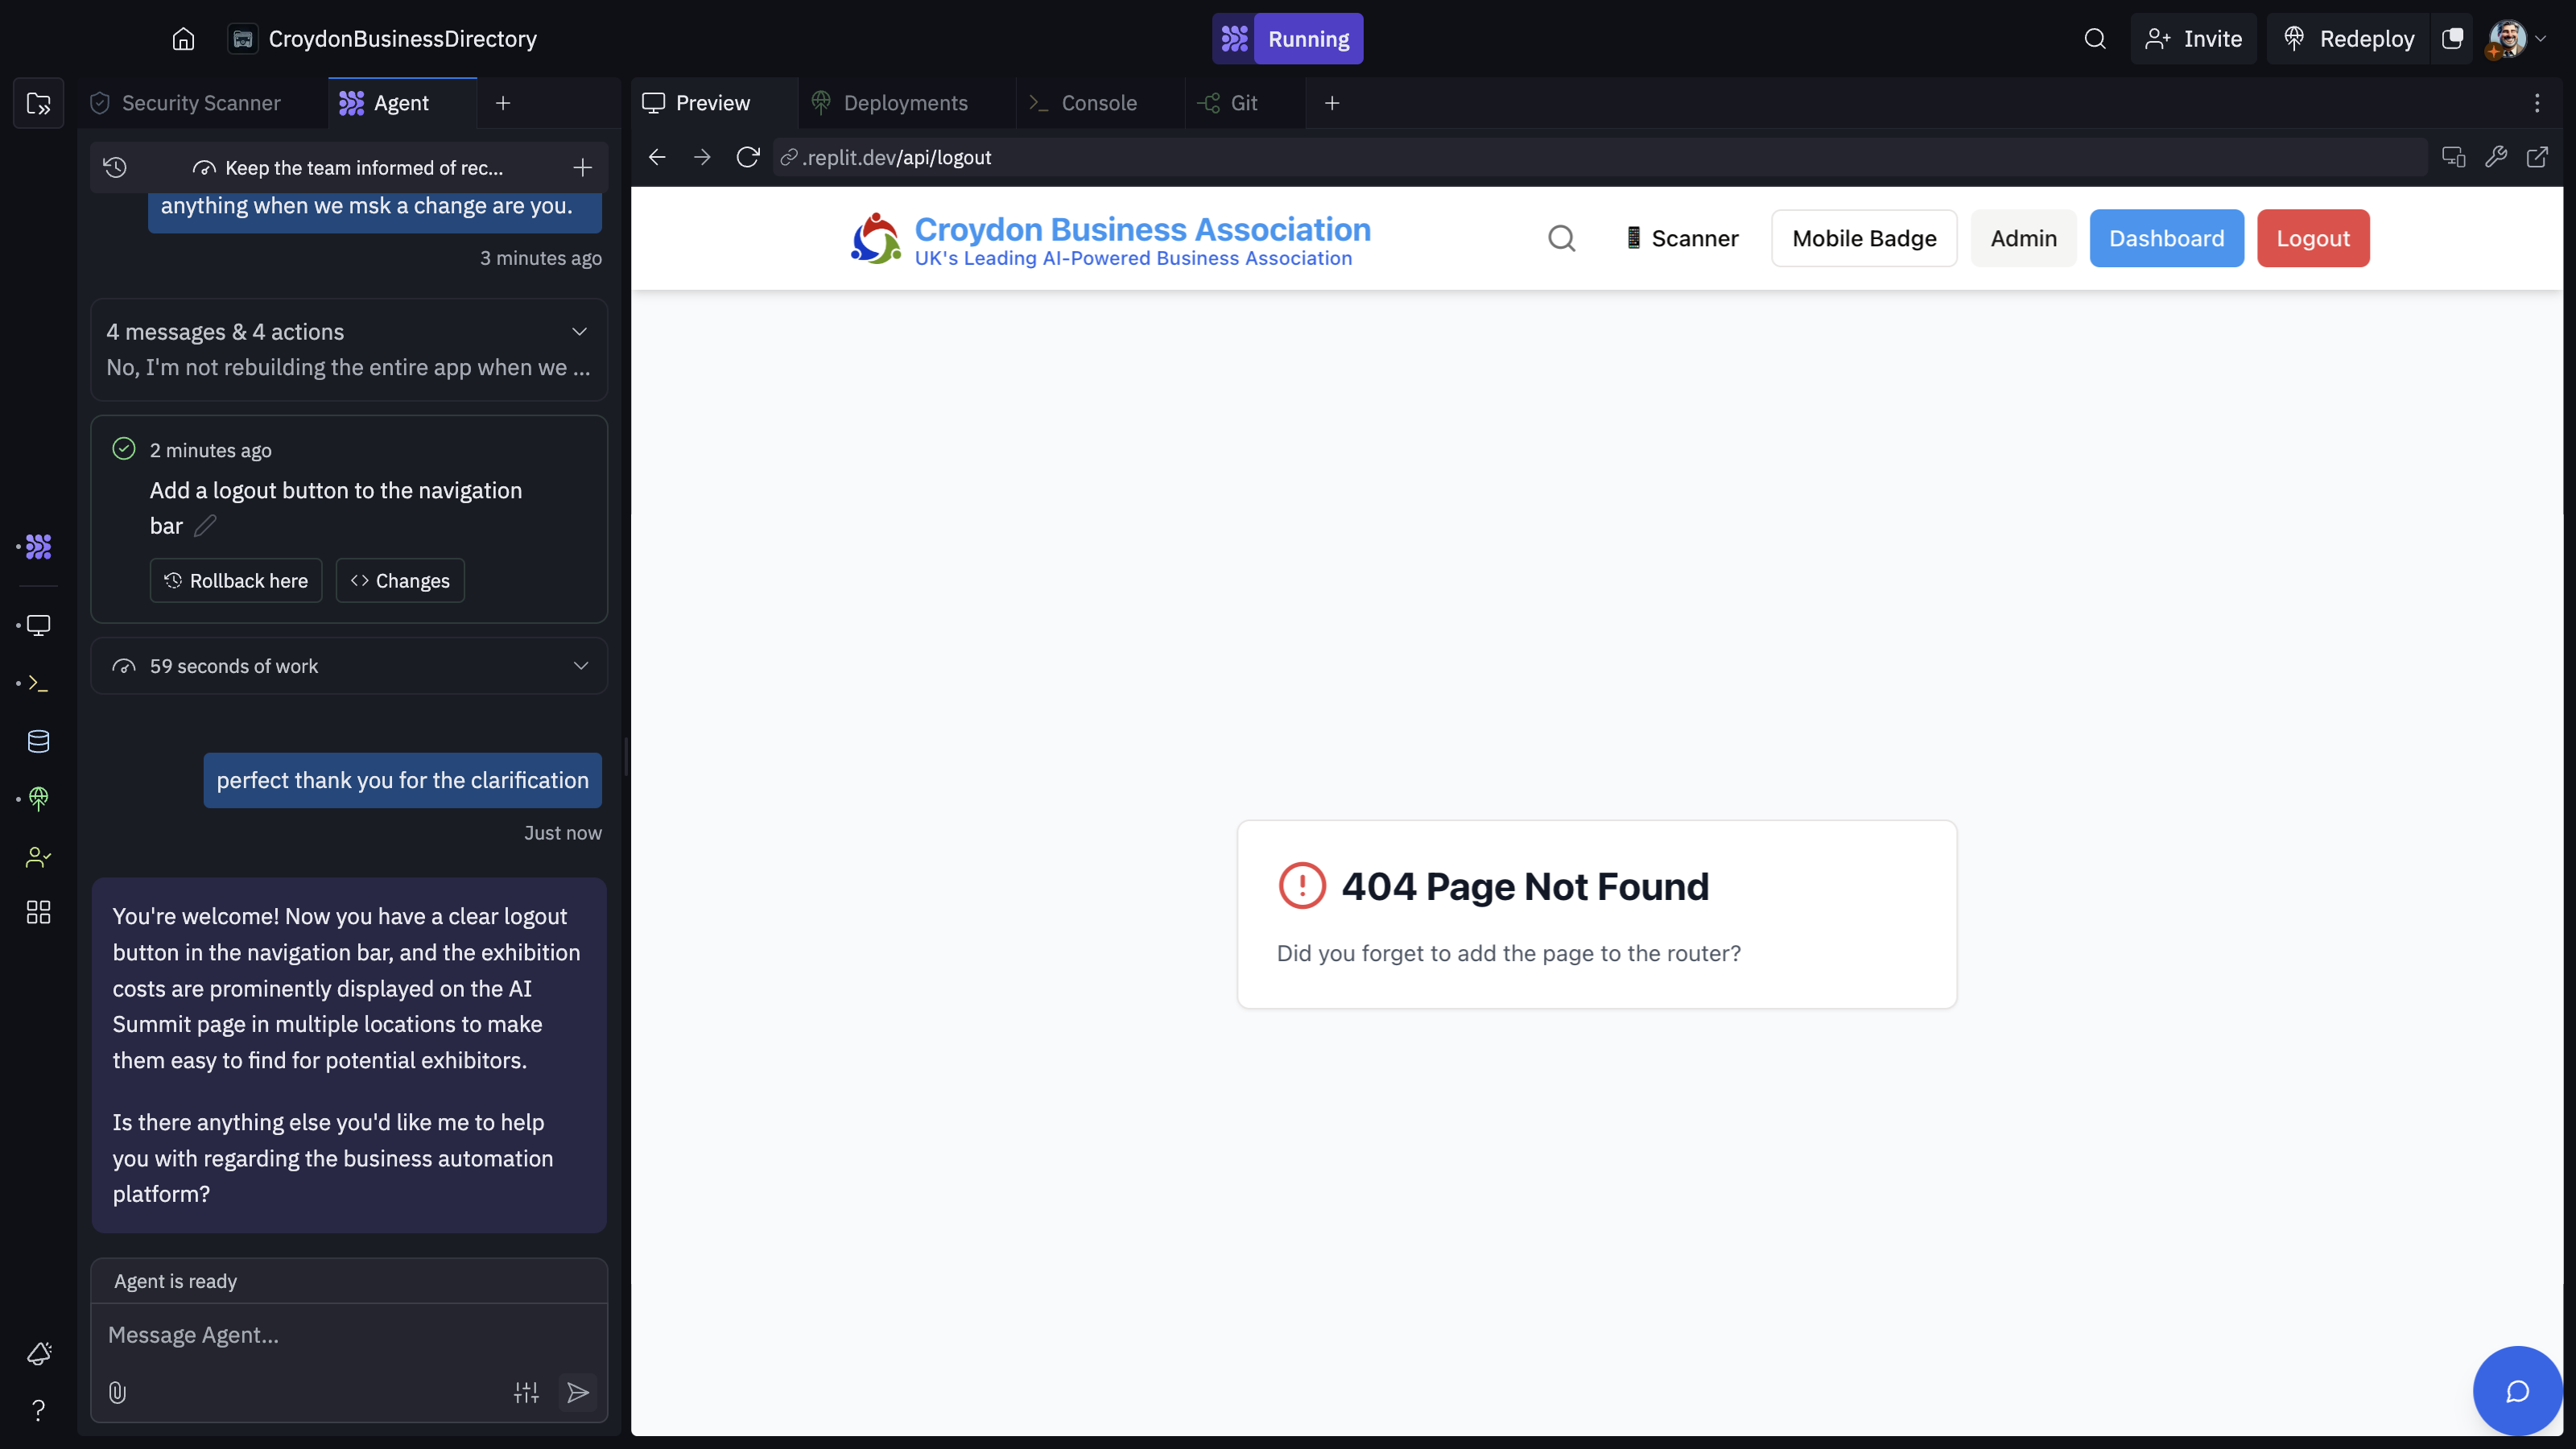 CroydonBusinessDirectory
Running
Invite
Redeploy
Security Scanner
Agent
Preview
Deployments
Console
Git
Keep the team informed of rec...
.replit.dev/api/logout
anything when we msk a change are you.
3 minutes ago
4 messages & 4 actions
No, I'm not rebuilding the entire app when we ...
2 minutes ago
Add a logout button to the navigation
bar
Rollback here
Changes
59 seconds of work
perfect thank you for the clarification
Just now
You're welcome! Now you have a clear logout
button in the navigation bar, and the exhibition
costs are prominently displayed on the AI
Summit page in multiple locations to make
them easy to find for potential exhibitors.
Is there anything else you'd like me to help
you with regarding the business automation
platform?
Agent is ready
Message Agent...
Croydon Business Association
UK's Leading AI-Powered Business Association
Scanner
Mobile Badge
Admin
Dashboard
Logout
404 Page Not Found
Did you forget to add the page to the router?